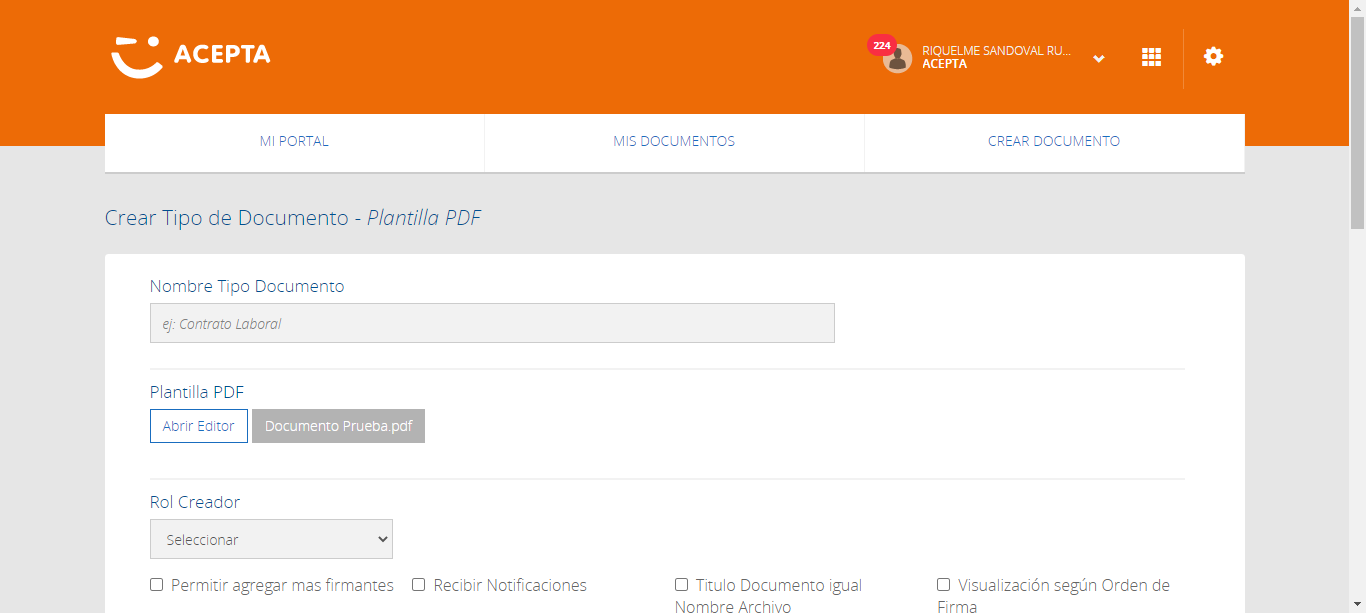 ACEPTA
224
RIQUELME SANDOVAL RU...
ACEPTA
MI PORTAL
MIS DOCUMENTOS
CREAR DOCUMENTO
Crear Tipo de Documento - Plantilla PDF
Nombre Tipo Documento
ej: Contrato Laboral
Plantilla PDF
Abrir Editor
Documento Prueba.pdf
Rol Creador
Seleccionar
Permitir agregar mas firmantes
Recibir Notificaciones
Titulo Documento igual
Nombre Archivo
Visualización según Orden de
Firma